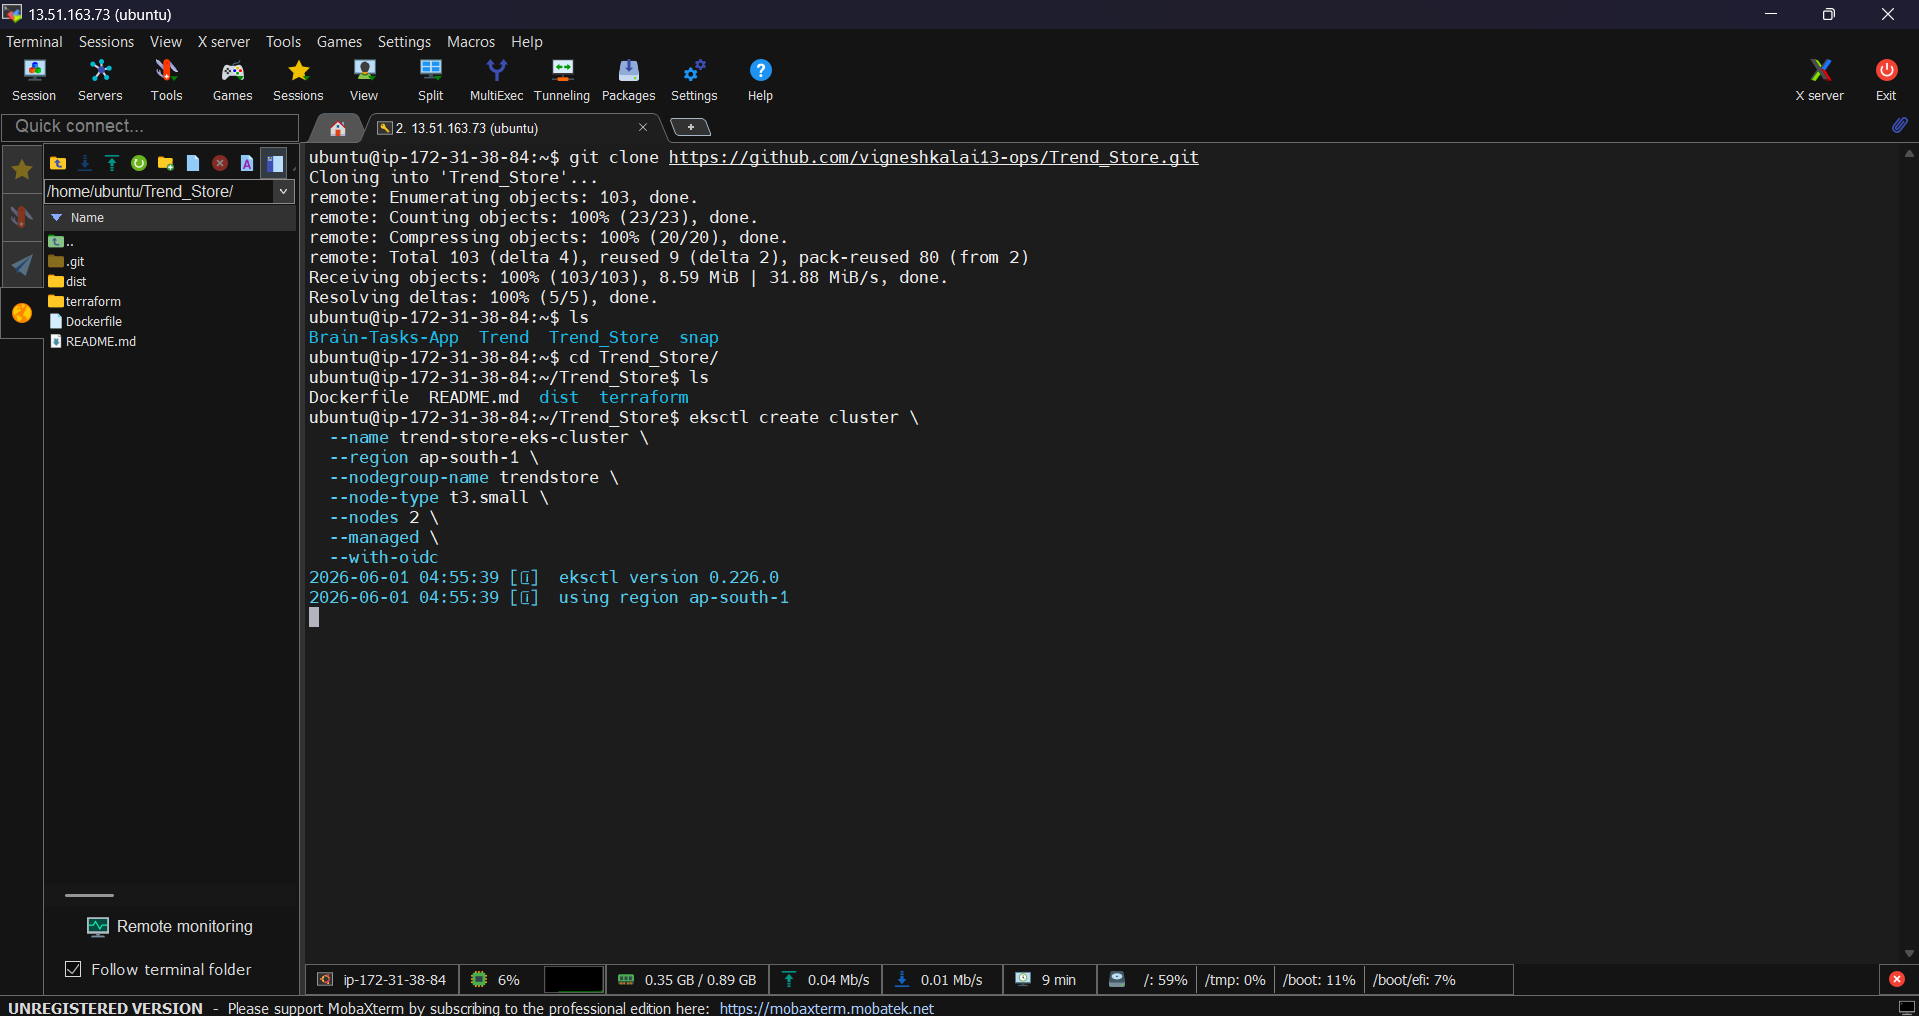 13.51.163.73 (ubuntu)
Terminal Sessions View X server Tools Games Settings Macros Help
Session Servers Tools Games Sessions View Split MultiExec Tunneling Packages Settings Help X server Exit
Quick connect...
2. 13.51.163.73 (ubuntu)
/home/ubuntu/Trend_Store/
Name
..
.git
dist
terraform
Dockerfile
README.md
Remote monitoring
Follow terminal folder
ubuntu@ip-172-31-38-84:~$ git clone https://github.com/vigneshkalai13-ops/Trend_Store.git
Cloning into 'Trend_Store'...
remote: Enumerating objects: 103, done.
remote: Counting objects: 100% (23/23), done.
remote: Compressing objects: 100% (20/20), done.
remote: Total 103 (delta 4), reused 9 (delta 2), pack-reused 80 (from 2)
Receiving objects: 100% (103/103), 8.59 MiB | 31.88 MiB/s, done.
Resolving deltas: 100% (5/5), done.
ubuntu@ip-172-31-38-84:~$ ls
Brain-Tasks-App Trend Trend_Store snap
ubuntu@ip-172-31-38-84:~$ cd Trend_Store/
ubuntu@ip-172-31-38-84:~/Trend_Store$ ls
Dockerfile README.md dist terraform
ubuntu@ip-172-31-38-84:~/Trend_Store$ eksctl create cluster \
--name trend-store-eks-cluster \
--region ap-south-1 \
--nodegroup-name trendstore \
--node-type t3.small \
--nodes 2 \
--managed \
--with-oidc
2026-06-01 04:55:39 [i] eksctl version 0.226.0
2026-06-01 04:55:39 [i] using region ap-south-1
ip-172-31-38-84 6% 0.35 GB / 0.89 GB 0.04 Mb/s 0.01 Mb/s 9 min /: 59% /tmp: 0% /boot: 11% /boot/efi: 7%
UNREGISTERED VERSION - Please support MobaXterm by subscribing to the professional edition here: https://mobaxterm.mobatek.net